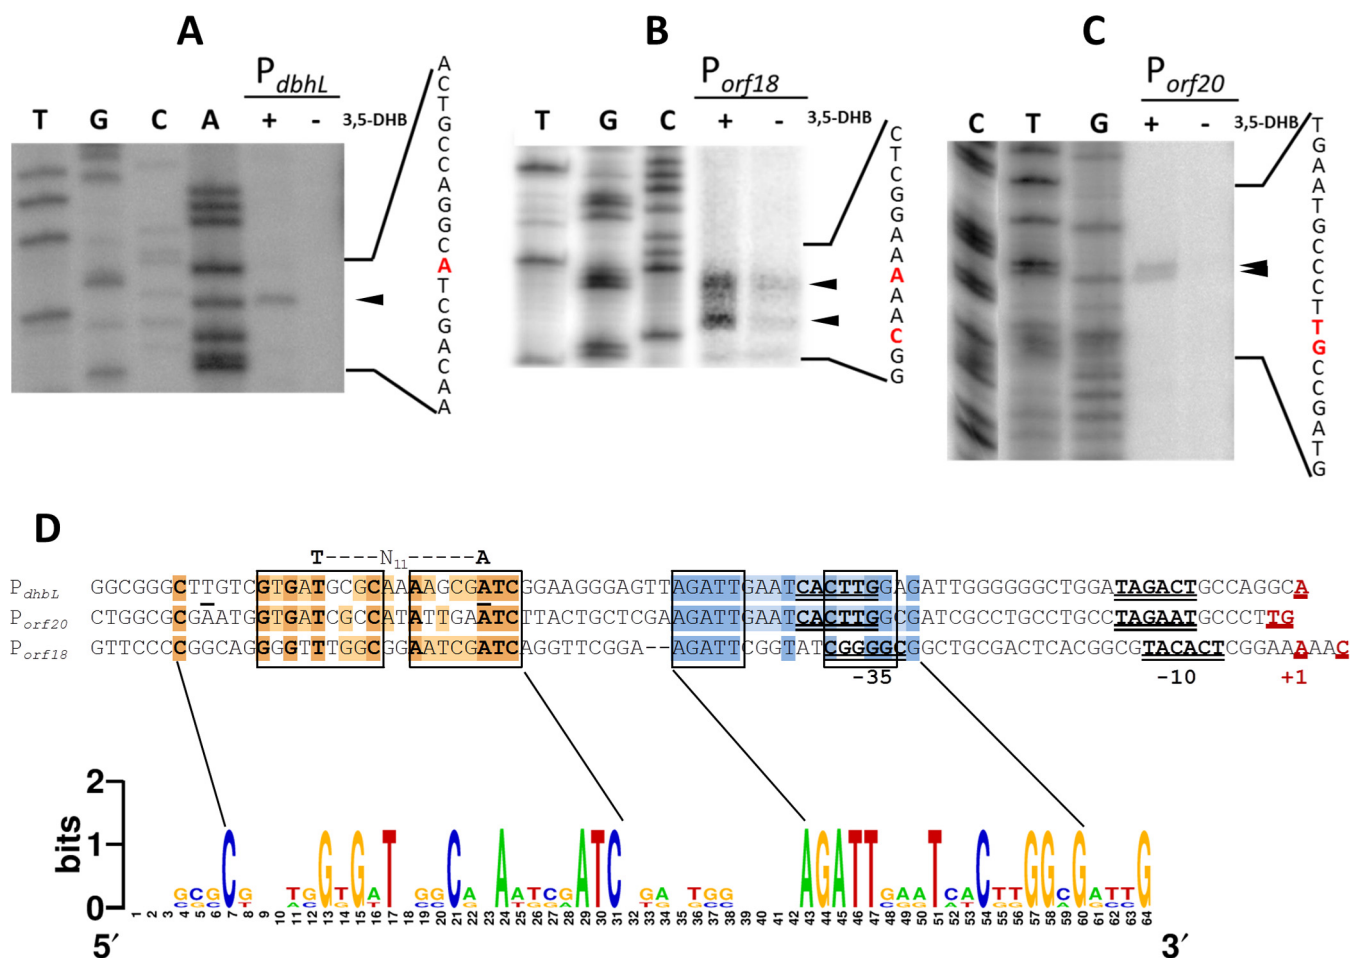 A
P dbhL
T G C A + - 3,5-DHB
A
C
T
G
C
C
A
G
G
C
A
T
C
G
A
C
A
A
B
P orf18
T G C + - 3,5-DHB
C
T
C
G
G
A
A
A
A
A
C
G
G
C
P orf20
C T G + - 3,5-DHB
T
G
A
A
T
G
C
C
C
T
T
G
C
C
G
A
T
G
D
T----N11------A
P dhbL GGCGGGCTTGTCGGTGATGCGCAAAAGCGATCGGAAGGGAGTTAGATTGAATCACTTGGAGATTGGGGGGCTGGATAGACTGCCAGGCA
P orf20 CTGGCGCGAATGGTGATCGCCATATTGAATCTTACTGCTCGAAGATTGAATCACTTGGCGATCGCCTGCCTGCCTAGAATGCCCTTG
P orf18 GTTCCCCGGCAGGGGTTTGGCGGAATCGATCAGGTTCGGA--AGATTCGGTATCGGGGCGGCTGCGACTCACGGCGTACACTCGGAAAAAC
-35 -10 +1
bits
2
1
0
1 2 3 4 5 6 7 8 9 10 11 12 13 14 15 16 17 18 19 20 21 22 23 24 25 26 27 28 29 30 31 32 33 34 35 36 37 38 39 40 41 42 43 44 45 46 47 48 49 50 51 52 53 54 55 56 57 58 59 60 61 62 63 64
5′ 3′